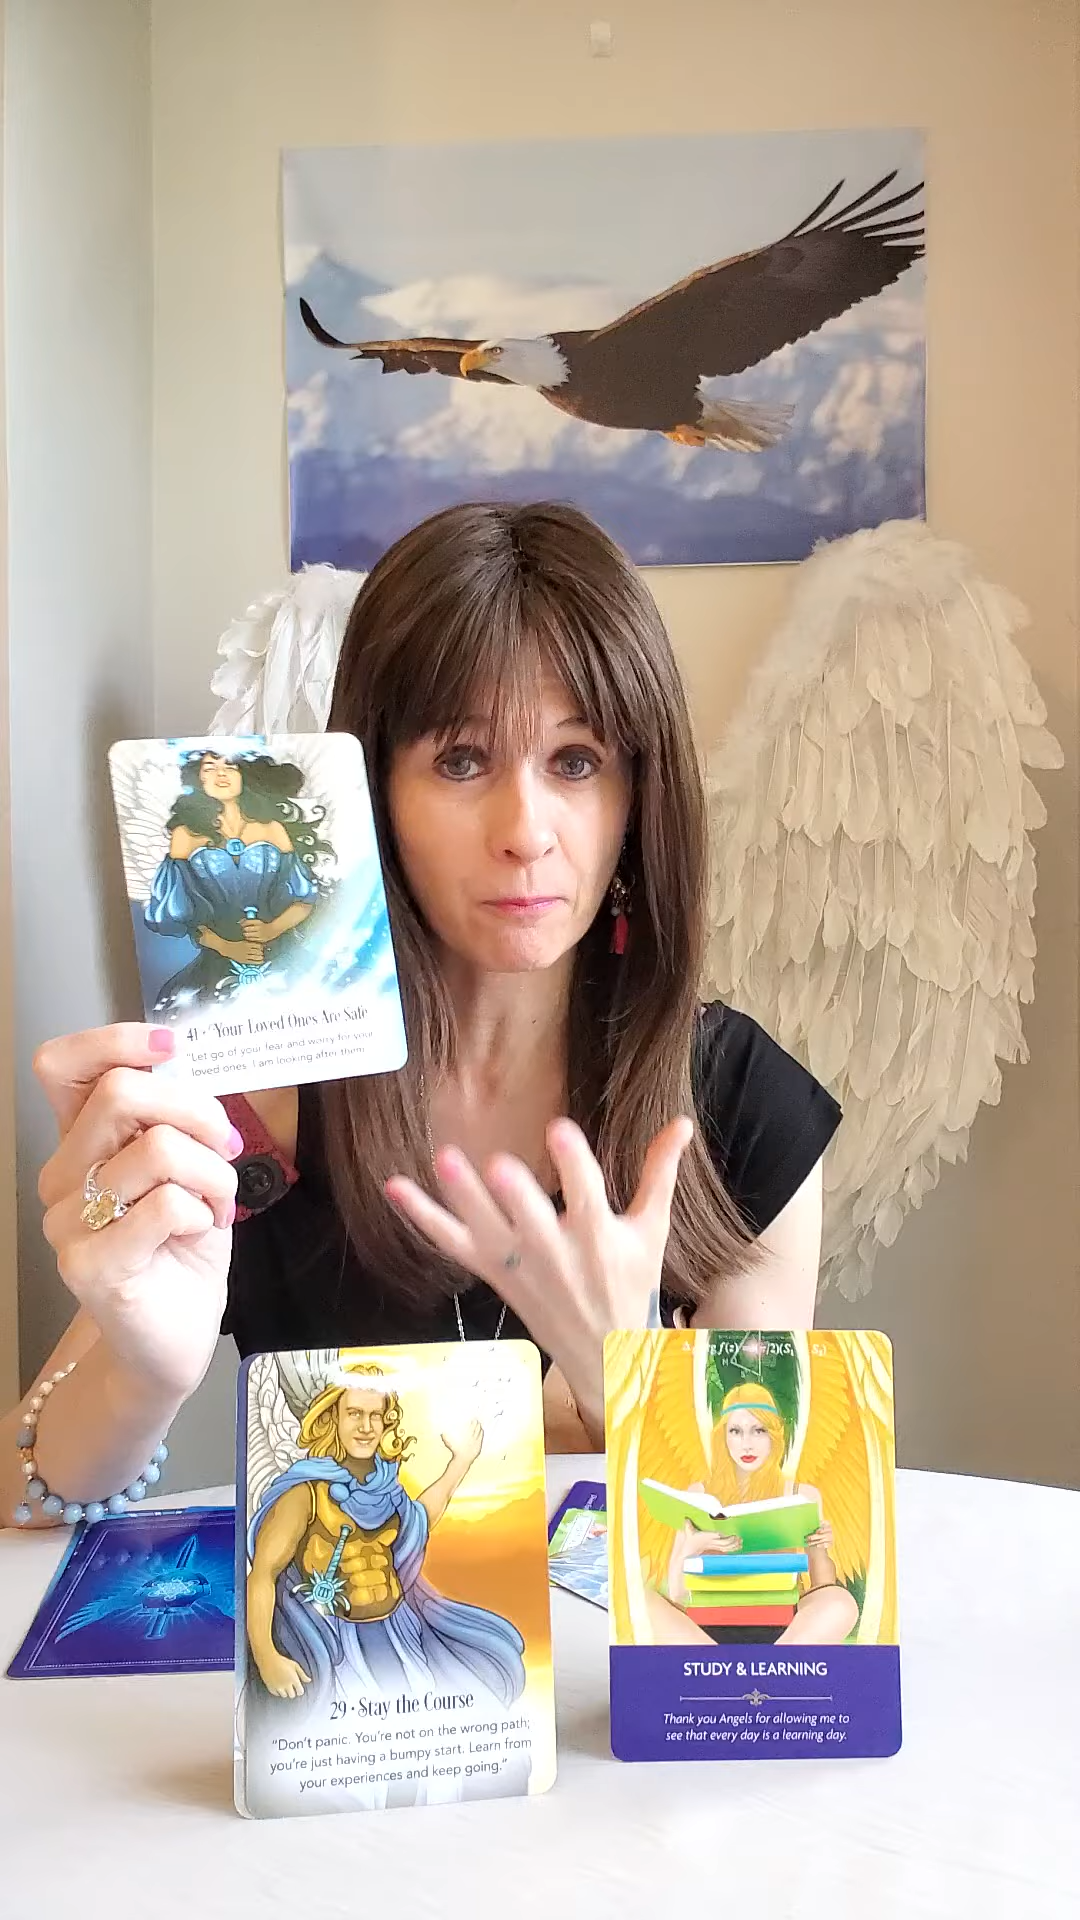 41 • Your Loved Ones Are Safe
"Let go of your fear and worry for your
loved ones. I am looking after them.
29 • Stay the Course
"Don't panic. You're not on the wrong path;
you're just having a bumpy start. Learn from
your experiences and keep going."
STUDY & LEARNING
Thank you Angels for allowing me to
see that every day is a learning day.